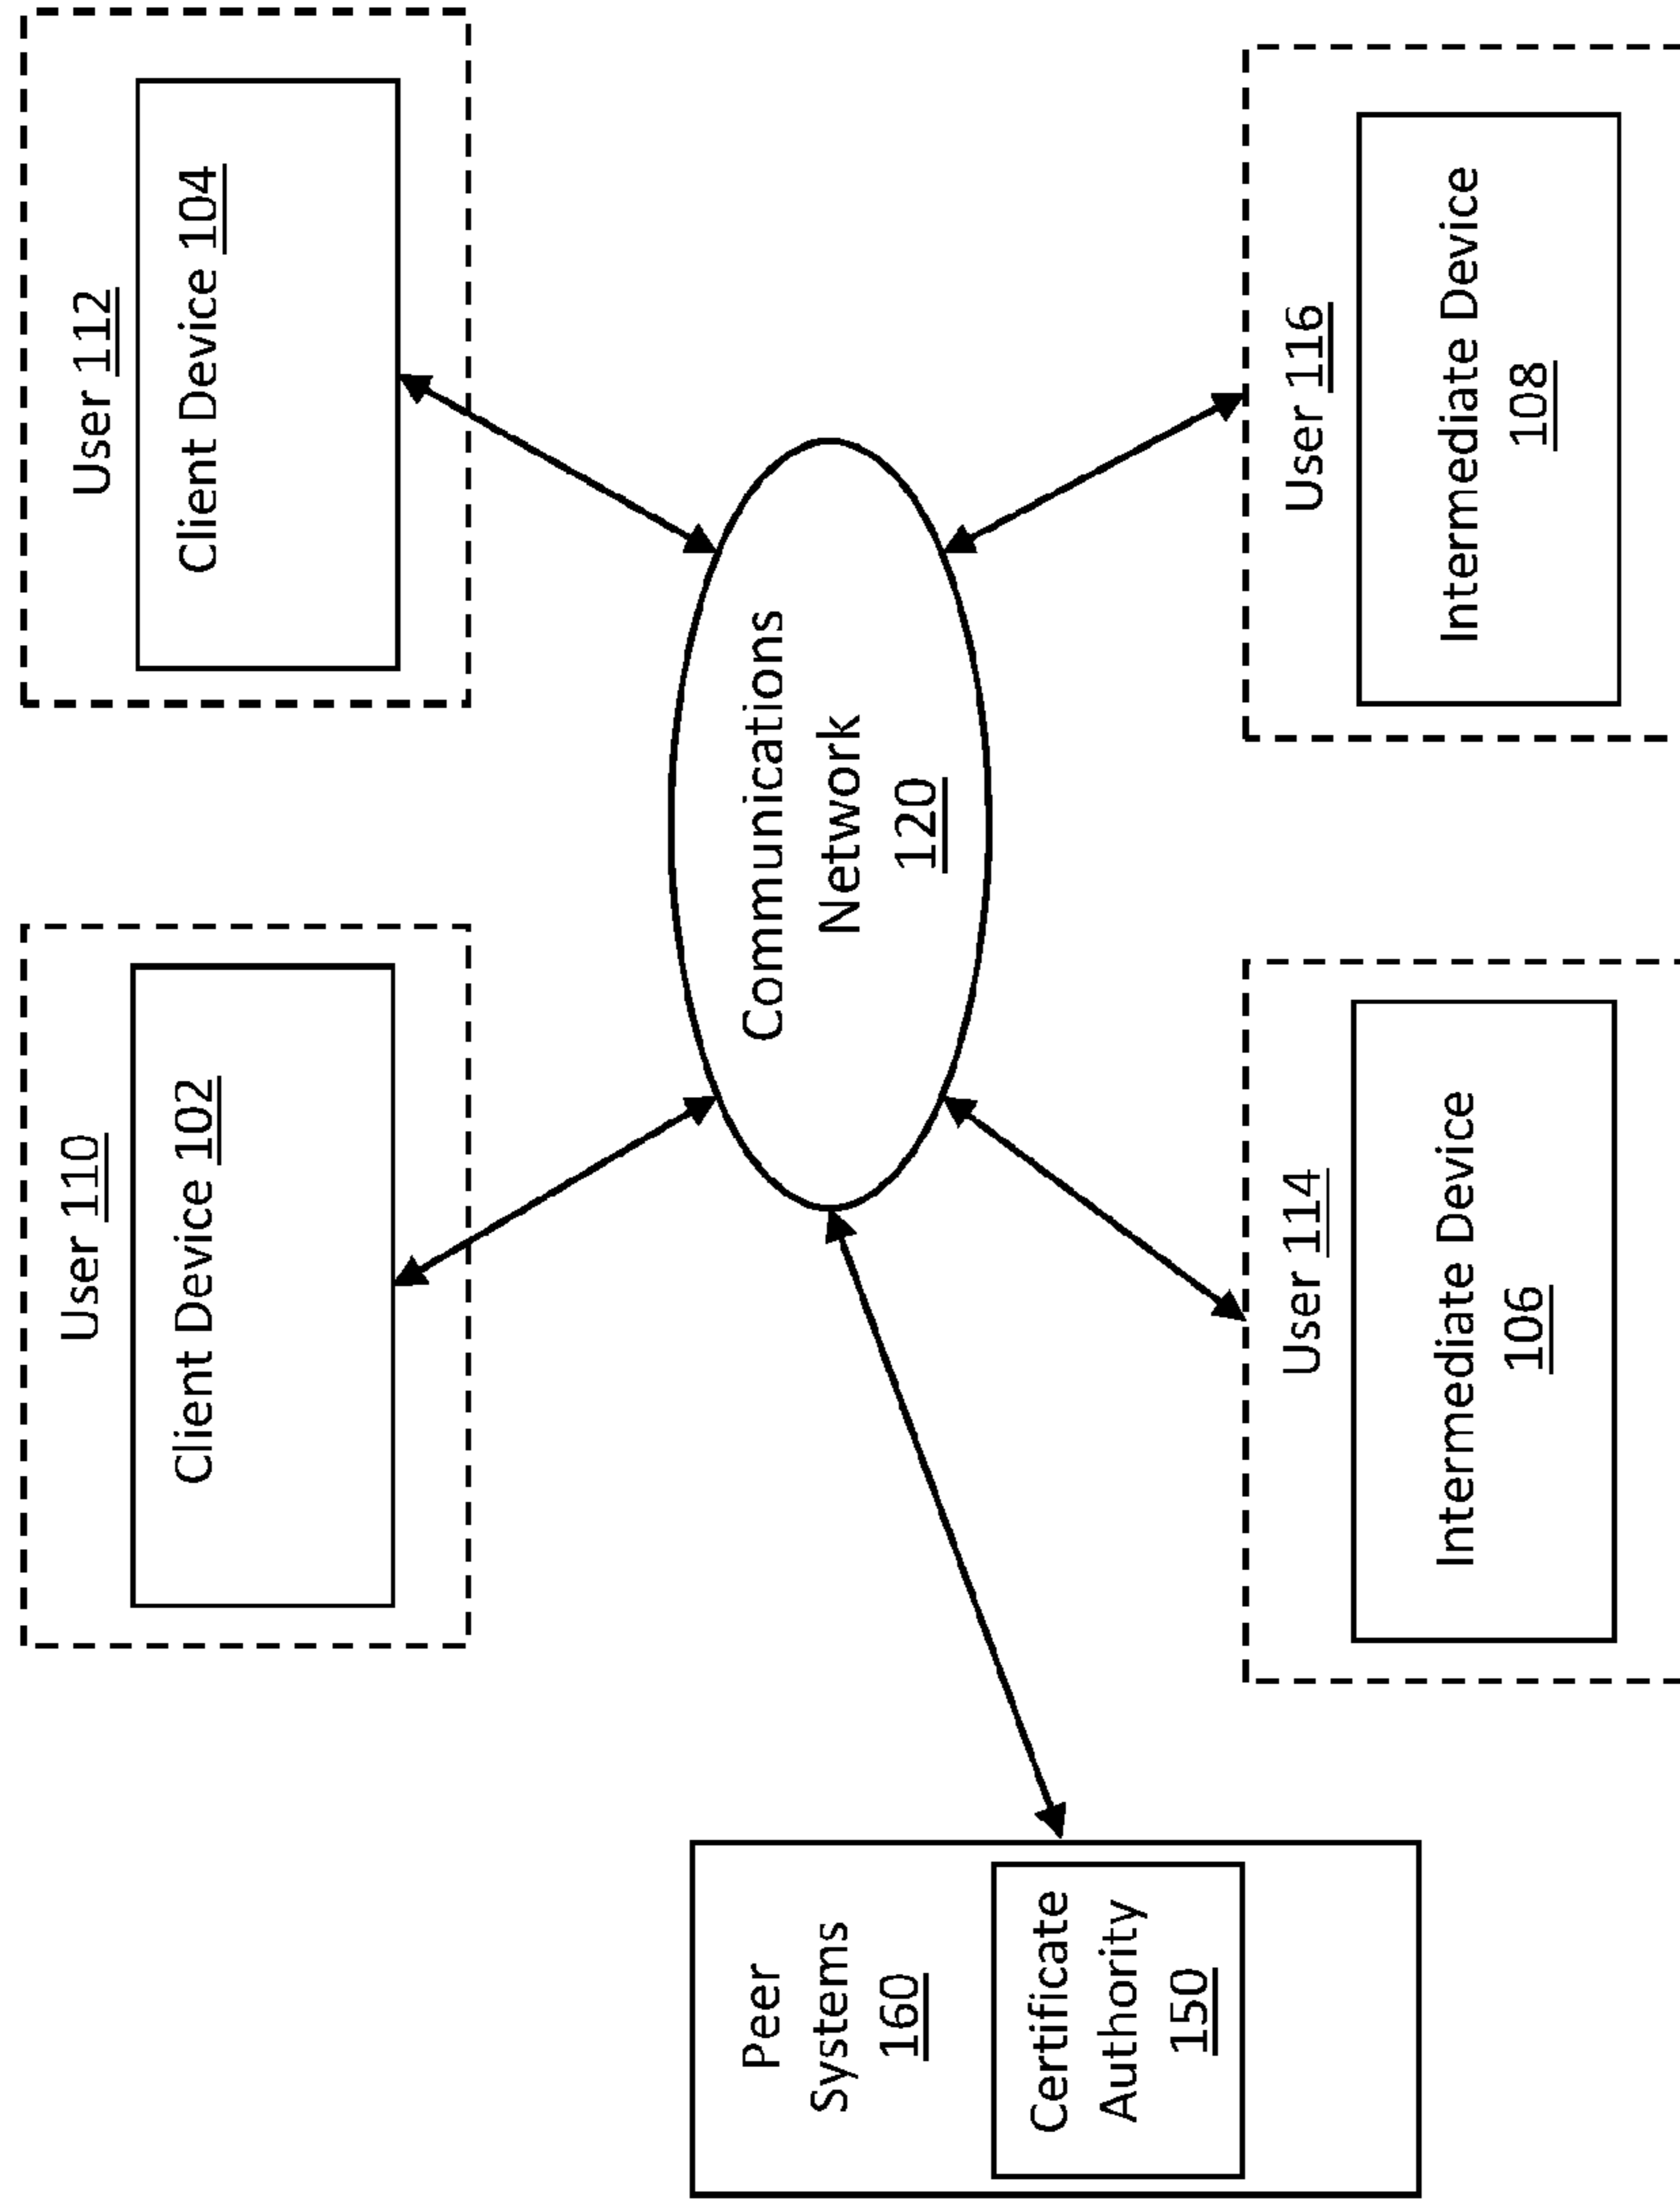 User 110
Client Device 102
User 112
Client Device 104
Communications
Network
120
Peer
Systems
160
Certificate
Authority
150
User 114
Intermediate Device
106
User 116
Intermediate Device
108